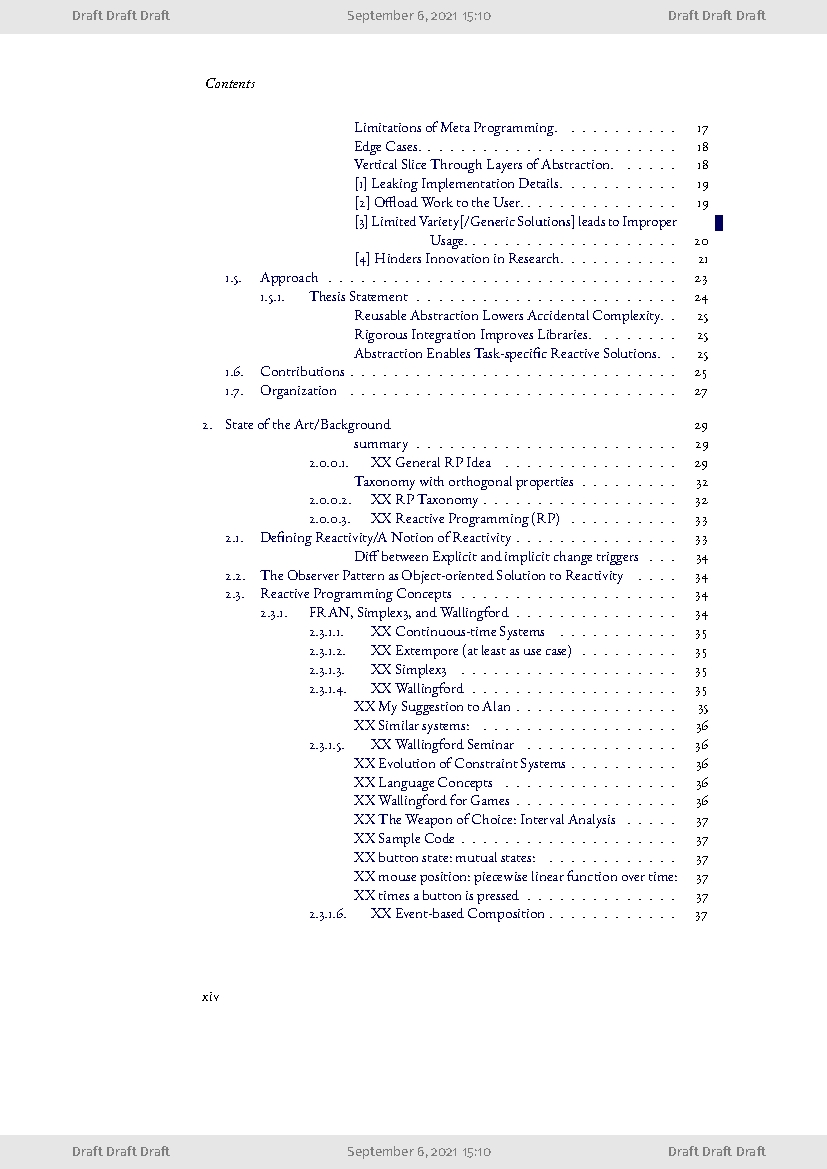 Draft Draft Draft September 6, 2021 15:10 Draft Draft Draft
Contents
Limitations of Meta Programming. . . . . . . . . . . 17
Edge Cases. . . . . . . . . . . . . . . . . . . . . . . . 18
Vertical Slice Through Layers of Abstraction. . . . . . 18
[1] Leaking Implementation Details. . . . . . . . . . . 19
[2] Offload Work to the User. . . . . . . . . . . . . . . 19
[3] Limited Variety[/Generic Solutions] leads to Improper
Usage. . . . . . . . . . . . . . . . . . . . 20
[4] Hinders Innovation in Research. . . . . . . . . . . 21
1.5. Approach . . . . . . . . . . . . . . . . . . . . . . . . . . . . . . . 23
1.5.1. Thesis Statement . . . . . . . . . . . . . . . . . . . . . . . . 24
Reusable Abstraction Lowers Accidental Complexity. . . 25
Rigorous Integration Improves Libraries. . . . . . . . 25
Abstraction Enables Task-specific Reactive Solutions. . . 25
1.6. Contributions . . . . . . . . . . . . . . . . . . . . . . . . . . . . . 25
1.7. Organization . . . . . . . . . . . . . . . . . . . . . . . . . . . . . 27
2. State of the Art/Background 29
summary . . . . . . . . . . . . . . . . . . . . . . . . 29
2.0.0.1. XX General RP Idea . . . . . . . . . . . . . . . . 29
Taxonomy with orthogonal properties . . . . . . . . . 32
2.0.0.2. XX RP Taxonomy . . . . . . . . . . . . . . . . . . 32
2.0.0.3. XX Reactive Programming (RP) . . . . . . . . . . 33
2.1. Defining Reactivity/A Notion of Reactivity . . . . . . . . . . . . . . . 33
Diff between Explicit and implicit change triggers . . . 34
2.2. The Observer Pattern as Object-oriented Solution to Reactivity . . . . 34
2.3. Reactive Programming Concepts . . . . . . . . . . . . . . . . . . . . 34
2.3.1. FRAN, Simplex3, and Wallingford . . . . . . . . . . . . . . . 34
2.3.1.1. XX Continuous-time Systems . . . . . . . . . . . 35
2.3.1.2. XX Extempore (at least as use case) . . . . . . . . . 35
2.3.1.3. XX Simplex3 . . . . . . . . . . . . . . . . . . . . 35
2.3.1.4. XX Wallingford . . . . . . . . . . . . . . . . . . . 35
XX My Suggestion to Alan . . . . . . . . . . . . . . . 35
XX Similar systems: . . . . . . . . . . . . . . . . . . 36
2.3.1.5. XX Wallingford Seminar . . . . . . . . . . . . . . 36
XX Evolution of Constraint Systems . . . . . . . . . . 36
XX Language Concepts . . . . . . . . . . . . . . . . 36
XX Wallingford for Games . . . . . . . . . . . . . . . 36
XX The Weapon of Choice: Interval Analysis . . . . . 37
XX Sample Code . . . . . . . . . . . . . . . . . . . . 37
XX button state: mutual states: . . . . . . . . . . . . 37
XX mouse position: piecewise linear function over time: 37
XX times a button is pressed . . . . . . . . . . . . . . 37
2.3.1.6. XX Event-based Composition . . . . . . . . . . . . 37
xiv
Draft Draft Draft September 6, 2021 15:10 Draft Draft Draft